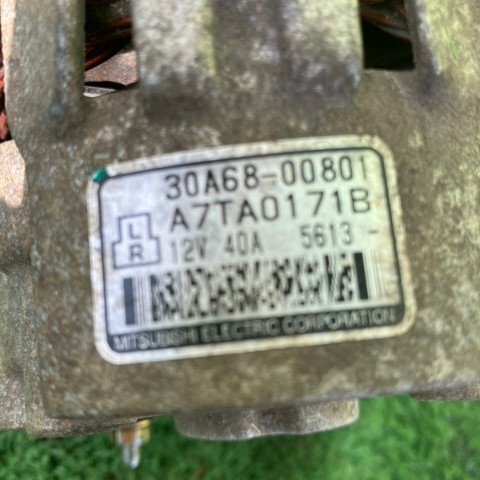 30A68-00801
A7TA0171B
L
R
12V 40A 5613 -
MITSUBISHI ELECTRIC CORPORATION